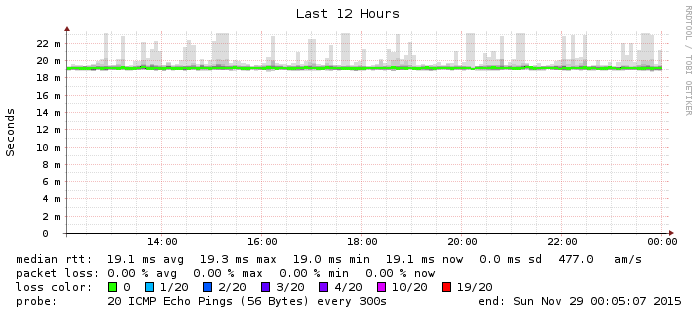 Last 12 Hours
RRDTOOL / TOBI OETIKER
Seconds
22 m
20 m
18 m
16 m
14 m
12 m
10 m
8 m
6 m
4 m
2 m
0
14:00 16:00 18:00 20:00 22:00 00:00
median rtt: 19.1 ms avg 19.3 ms max 19.0 ms min 19.1 ms now 0.0 ms sd 477.0 am/s
packet loss: 0.00 % avg 0.00 % max 0.00 % min 0.00 % now
loss color: 0 1/20 2/20 3/20 4/20 10/20 19/20
probe: 20 ICMP Echo Pings (56 Bytes) every 300s end: Sun Nov 29 00:05:07 2015